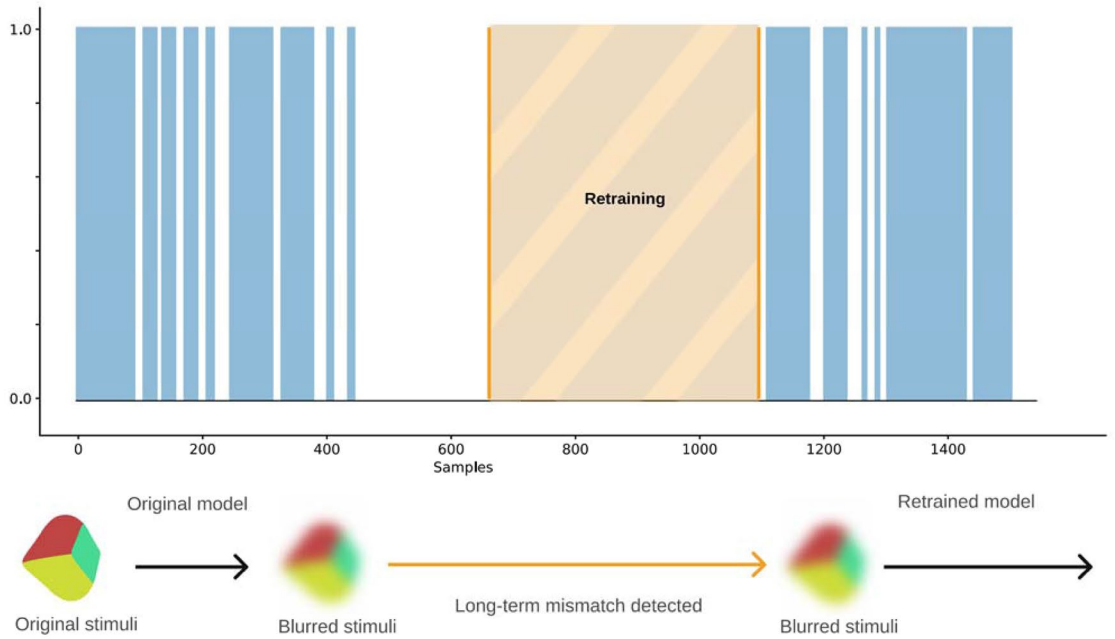 1.0
Retraining
0.0
0 200 400 600 800 1000 1200 1400
Samples
Original model
Retrained model
Long-term mismatch detected
Original stimuli
Blurred stimuli
Blurred stimuli